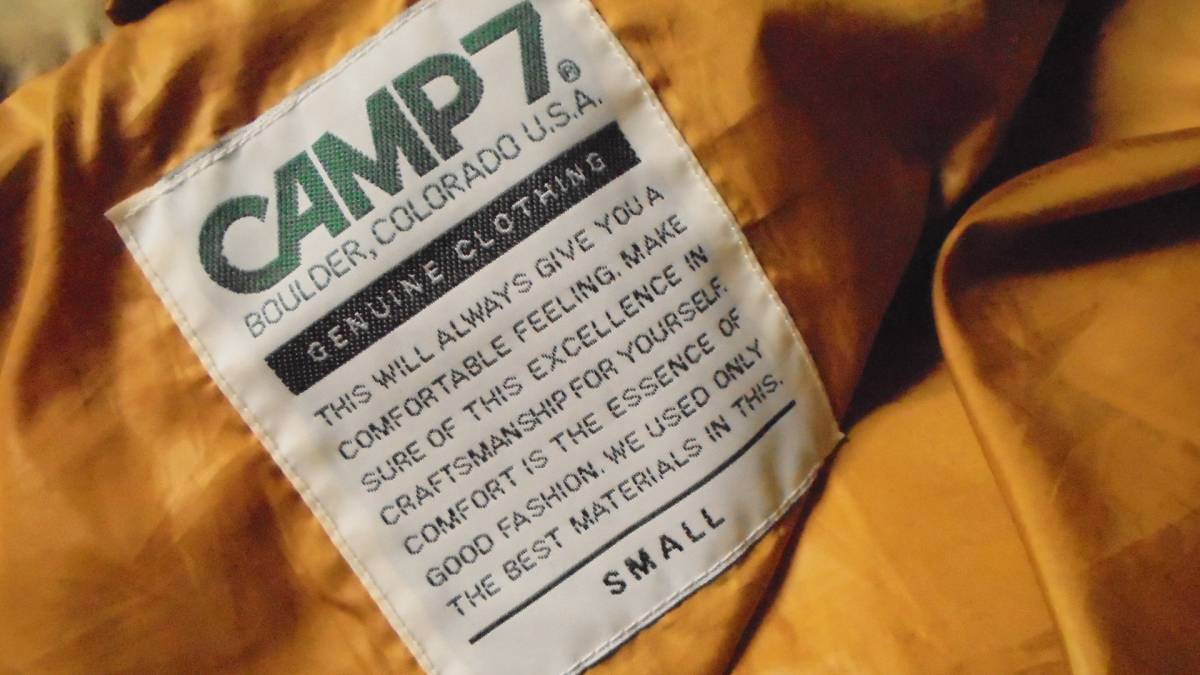 CAMP7®
BOULDER, COLORADO U.S.A.
GENUINE CLOTHING
THIS WILL ALWAYS GIVE YOU A
COMFORTABLE FEELING. MAKE
SURE OF THIS EXCELLENCE IN
CRAFTSMANSHIP FOR YOURSELF.
COMFORT IS THE ESSENCE OF
GOOD FASHION. WE USED ONLY
THE BEST MATERIALS IN THIS.
SMALL